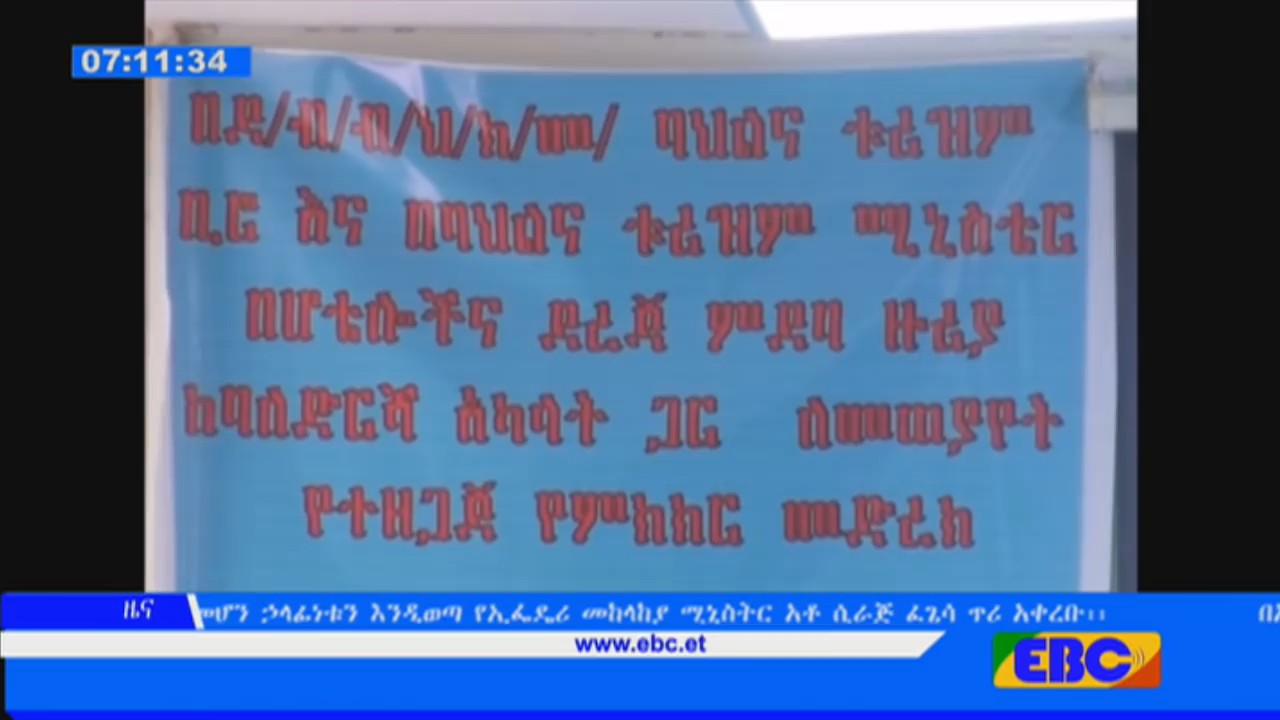 07:11:34
በደ/ብ/ብ/ህ/ክ/መ/ ባህልና ቱሪዝም
ቢሮ እና በባህልና ቱሪዝም ሚኒስቴር
በሆቴሎችና ደረጃ ምደባ ዙሪያ
ከባለድርሻ አካላት ጋር ለመወያየት
የተዘጋጀ የምክክር መድረክ
ዜና
መሆን ኃላፊነቱን እንዲወጣ የኢፌዴሪ መከላከያ ሚኒስትር አቶ ሲራጅ ፈጌሳ ጥሪ አቀረቡ፡፡
www.ebc.et
EBC